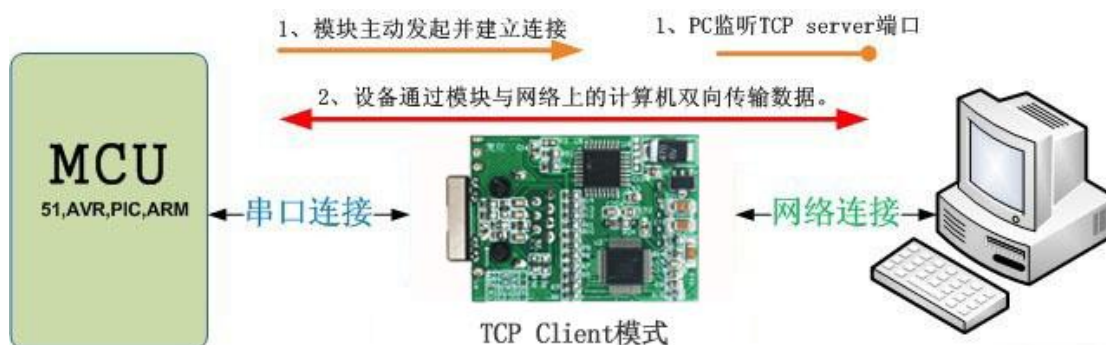 1、模块主动发起并建立连接
1、PC监听TCP server端口
2、设备通过模块与网络上的计算机双向传输数据。
MCU
51,AVR,PIC,ARM
串口连接
网络连接
TCP Client模式